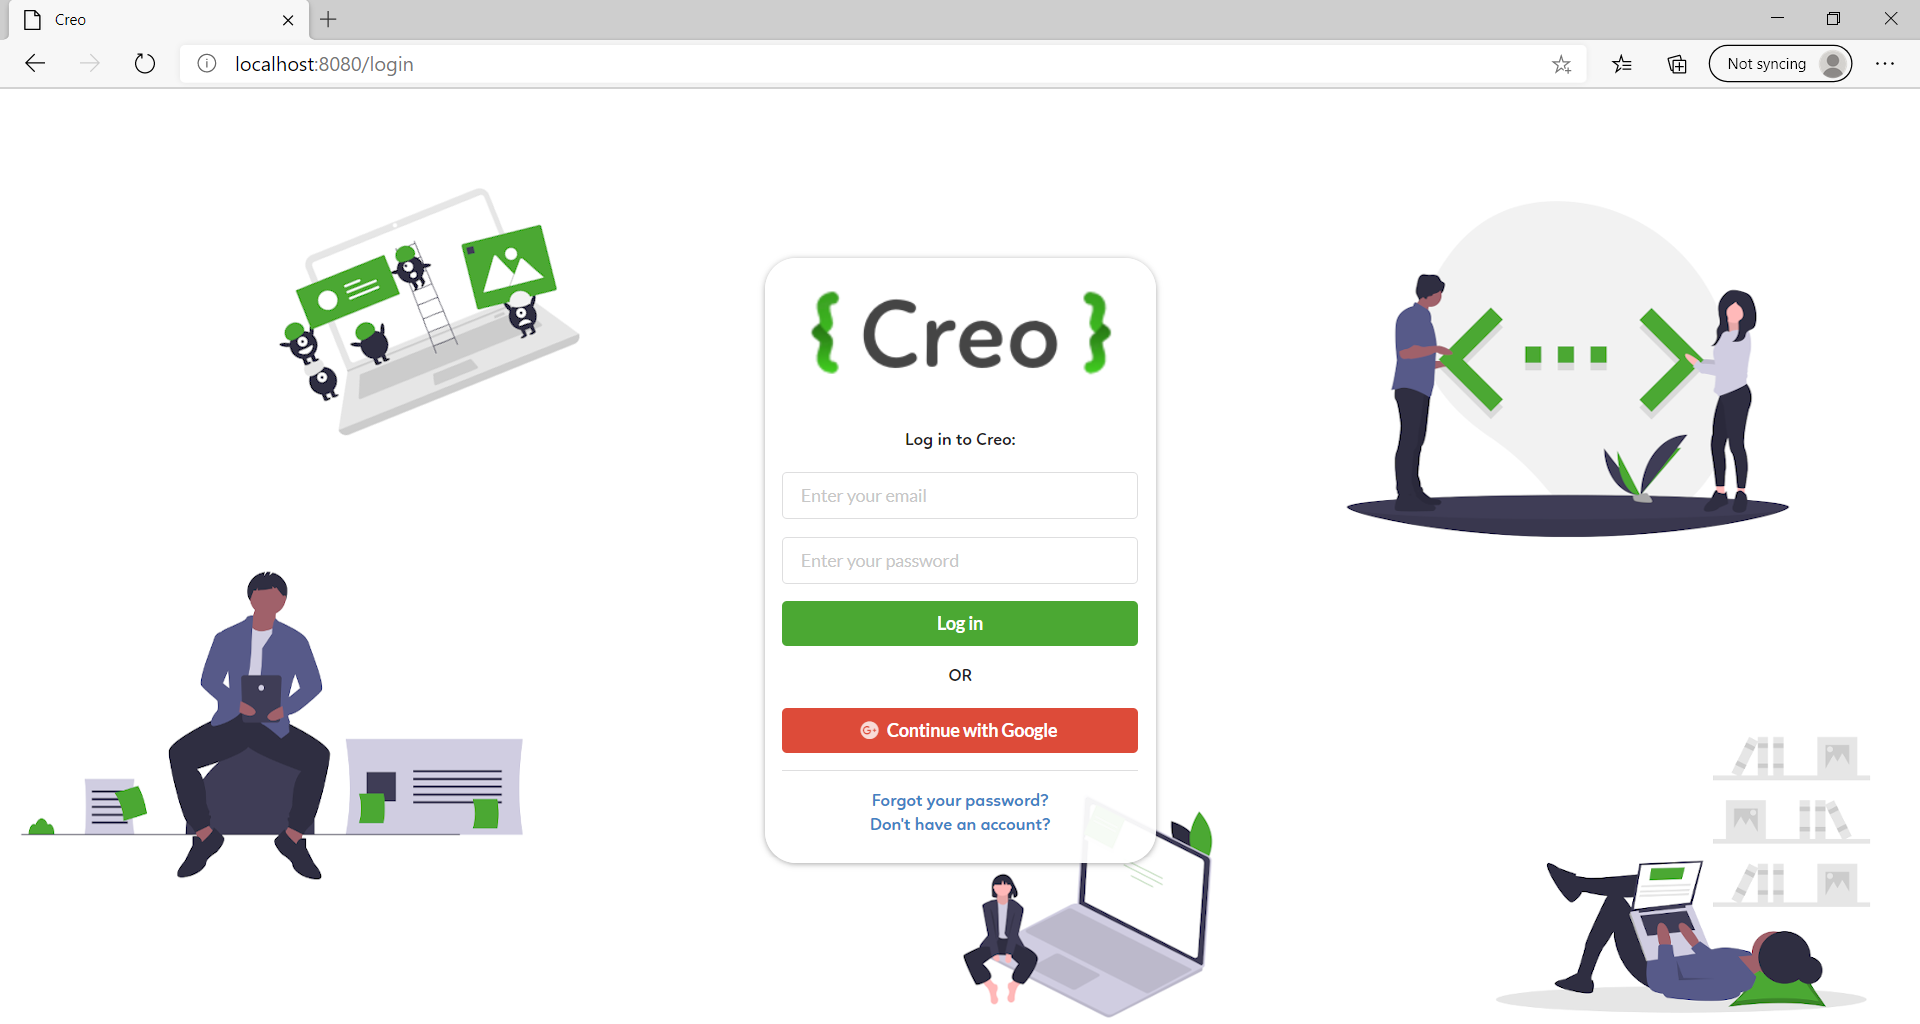 Creo
localhost:8080/login
Not syncing
{ Creo }
Log in to Creo:
Enter your email
Enter your password
Log in
OR
G+ Continue with Google
Forgot your password?
Don't have an account?